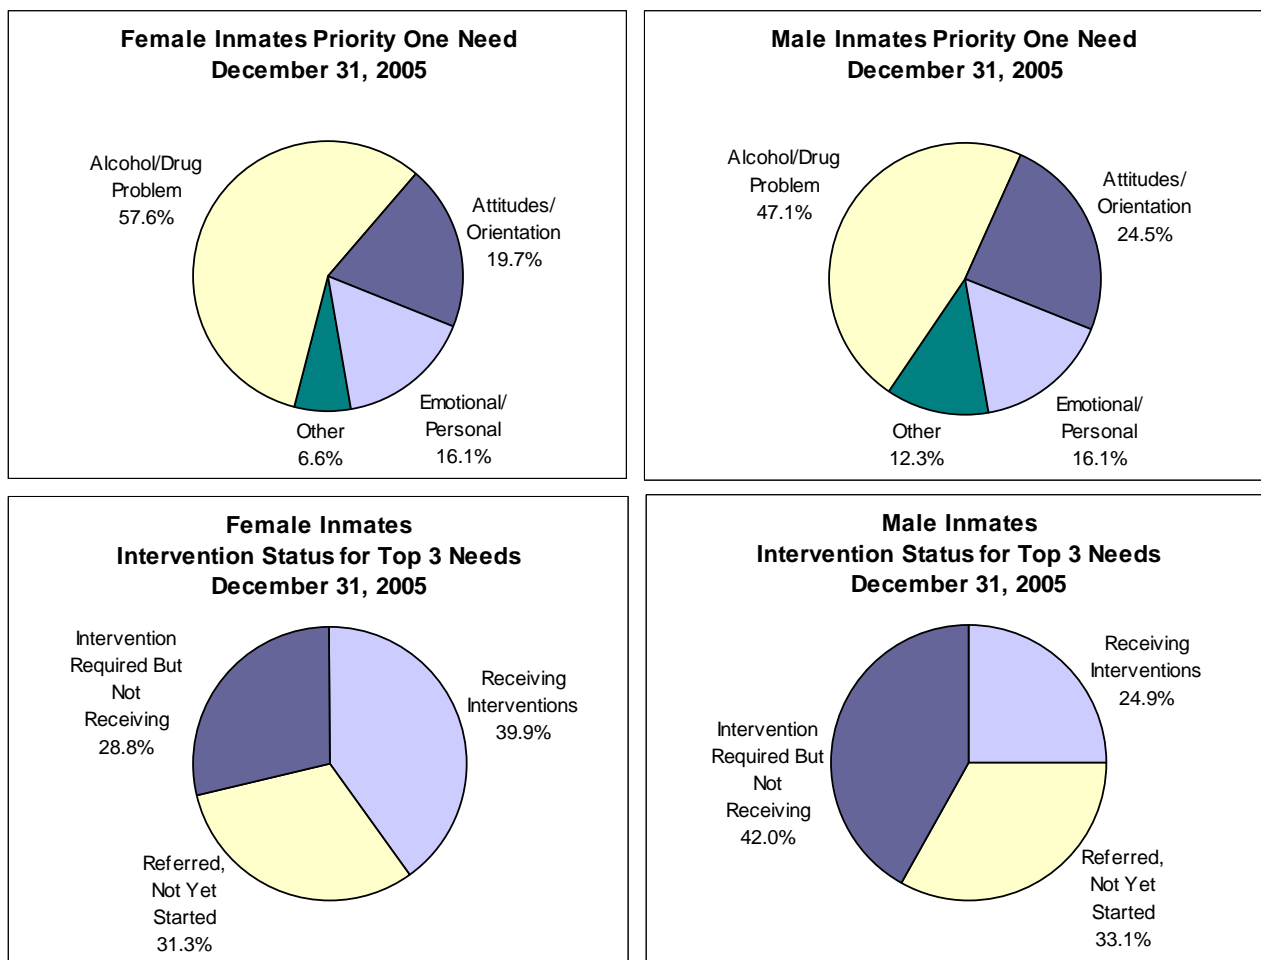 Female Inmates Priority One Need
December 31, 2005
Alcohol/Drug
Problem
57.6%
Attitudes/
Orientation
19.7%
Emotional/
Personal
16.1%
Other
6.6%
Male Inmates Priority One Need
December 31, 2005
Alcohol/Drug
Problem
47.1%
Attitudes/
Orientation
24.5%
Emotional/
Personal
16.1%
Other
12.3%
Female Inmates
Intervention Status for Top 3 Needs
December 31, 2005
Intervention
Required But
Not
Receiving
28.8%
Receiving
Interventions
39.9%
Referred,
Not Yet
Started
31.3%
Male Inmates
Intervention Status for Top 3 Needs
December 31, 2005
Receiving
Interventions
24.9%
Intervention
Required But
Not
Receiving
42.0%
Referred,
Not Yet
Started
33.1%